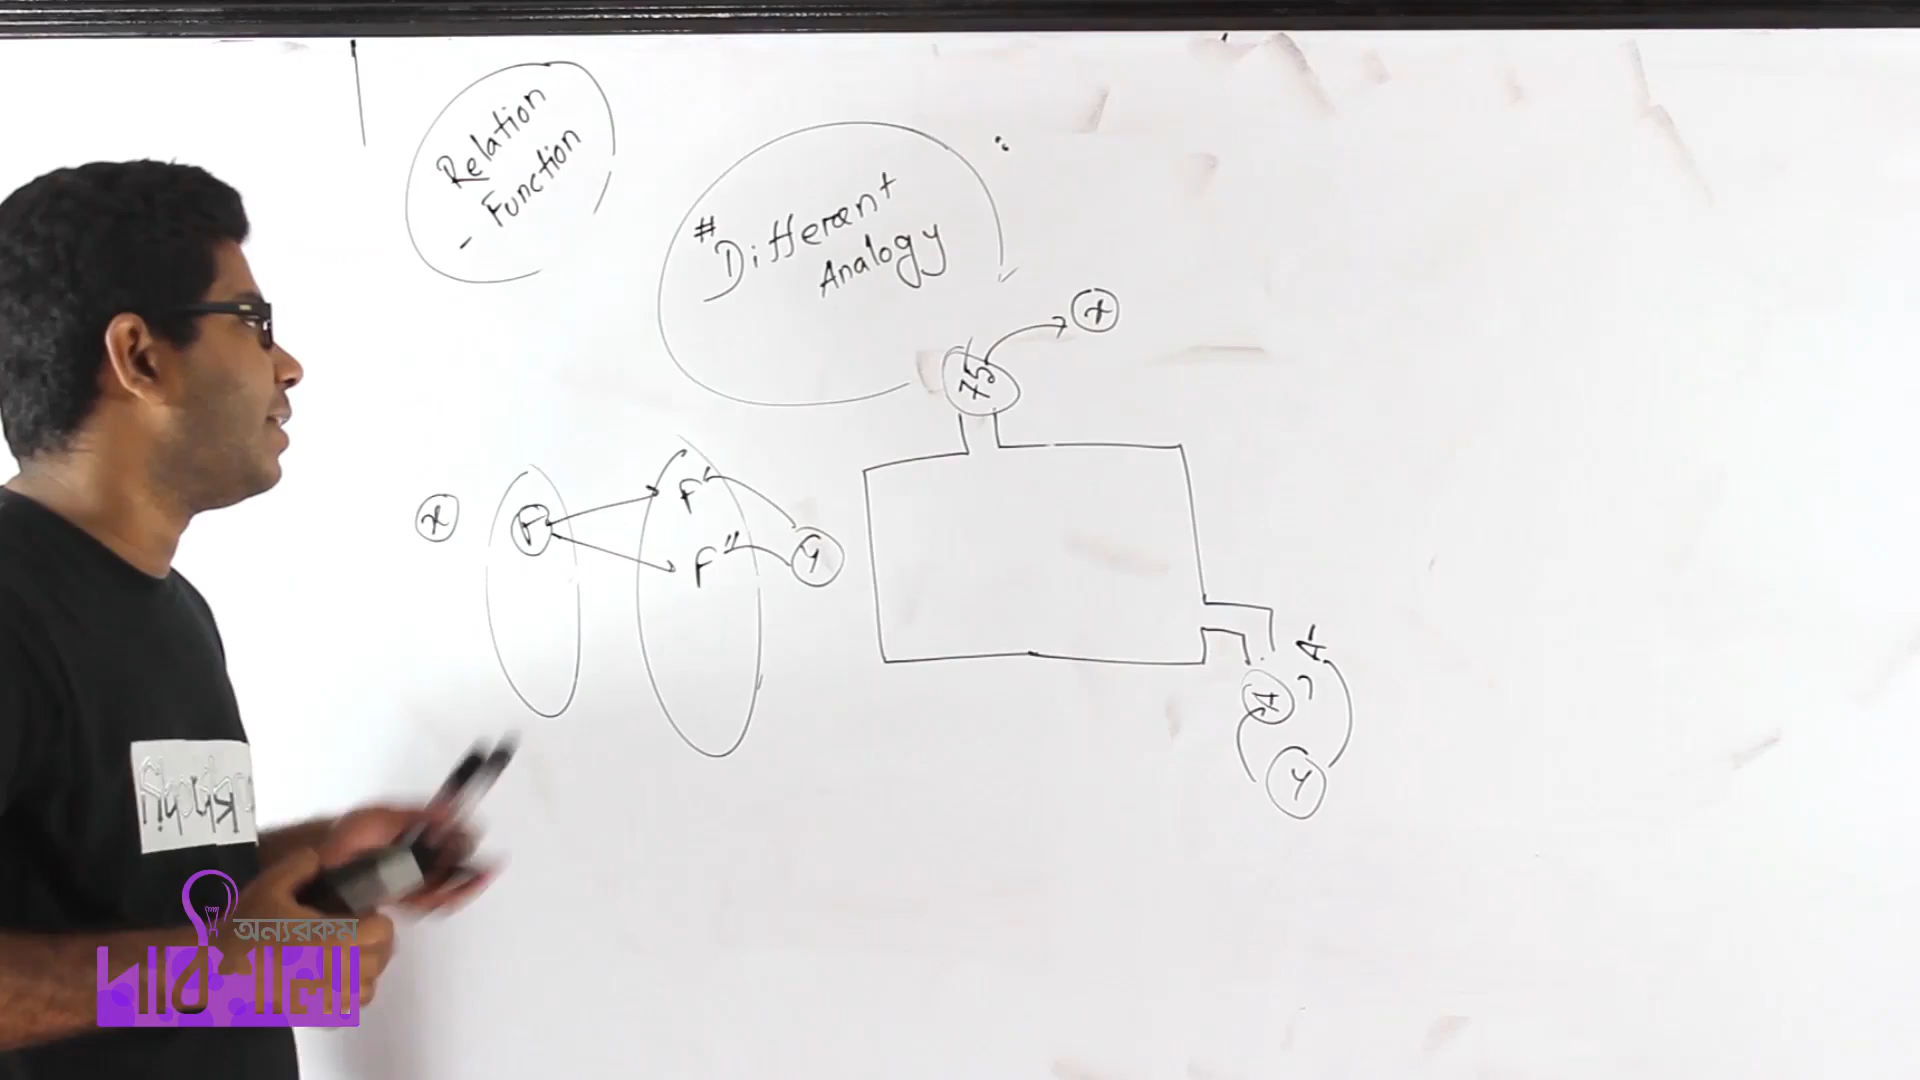 Relation
- Function
# Different
Analogy
x
75
x
F
F'
F"
y
A
A-
y
অন্যরকম
পাঠশালা